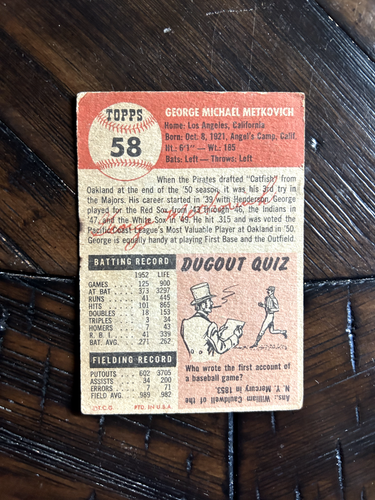 TOPPS
58
GEORGE MICHAEL METKOVICH
Home: Los Angeles, California
Born: Oct. 8, 1921, Angel's Camp, Calif.
Ht.: 6'1" — Wt.: 185
Bats: Left — Throws: Left
When the Pirates drafted "Catfish" from
Oakland at the end of the '50 season, it was his 3rd try in
the Majors. His career started in '39 with Henderson. George
played for the Red Sox from '43 through '46, the Indians in
'47, and the White Sox in '49. He hit .315 and was voted the
Pacific Coast League's Most Valuable Player at Oakland in '50.
George is equally handy at playing First Base and the Outfield.
BATTING RECORD
1952 LIFE
GAMES 125 900
AT BAT 373 3297
RUNS 41 445
HITS 101 865
DOUBLES 18 153
TRIPLES 3 34
HOMERS 7 43
R. B. I. 41 339
BAT. AVG. .271 .262
FIELDING RECORD
PUTOUTS 602 3705
ASSISTS 34 200
ERRORS 7 71
FIELD. AVG. .989 .982
T.C.G. PTD. IN U.S.A.
DUGOUT QUIZ
Who wrote the first account of
a baseball game?
Ans. William Cauldwell of the
N. Y. Mercury in 1853.